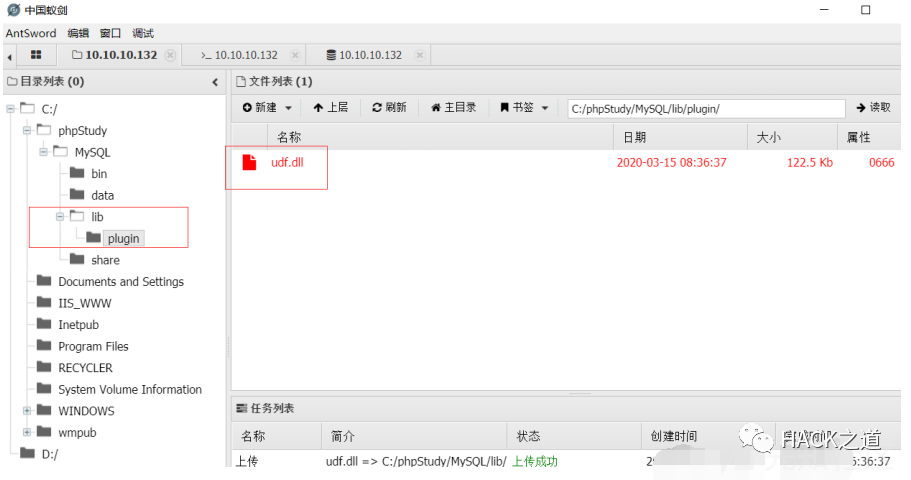 中国蚁剑
AntSword 编辑 窗口 调试
10.10.10.132 >_ 10.10.10.132 10.10.10.132
目录列表 (0)
C:/
phpStudy
MySQL
bin
data
lib
plugin
share
Documents and Settings
IIS_WWW
Inetpub
Program Files
RECYCLER
System Volume Information
WINDOWS
wmpub
D:/
文件列表 (1)
新建 上层 刷新 主目录 书签 C:/phpStudy/MySQL/lib/plugin/ 读取
名称 日期 大小 属性
udf.dll 2020-03-15 08:36:37 122.5 Kb 0666
任务列表
名称 简介 状态 创建时间
上传 udf.dll => C:/phpStudy/MySQL/lib/ 上传成功 :36:37
HACK之道